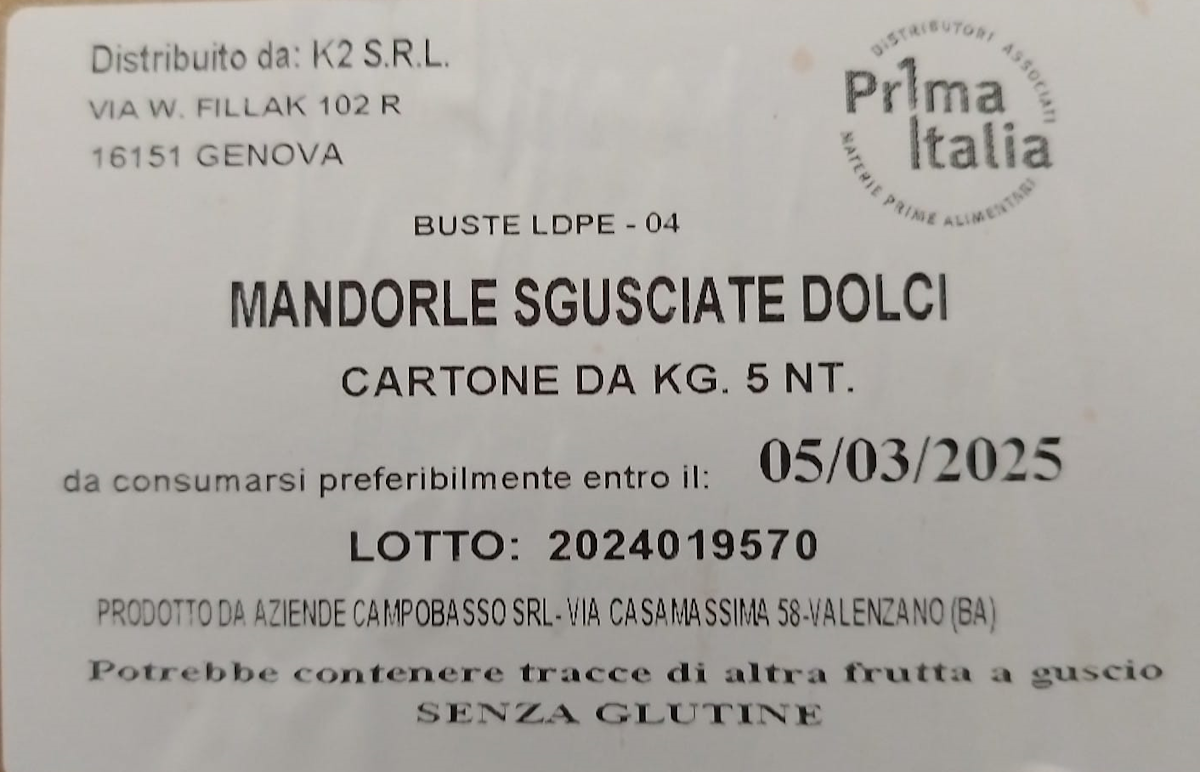 Distribuito da: K2 S.R.L.
VIA W. FILLAK 102 R
16151 GENOVA
DISTRIBUTORI ASSOCIATI
Pr1ma
Italia
MATERIE PRIME ALIMENTARI
BUSTE LDPE - 04
MANDORLE SGUSCIATE DOLCI
CARTONE DA KG. 5 NT.
da consumarsi preferibilmente entro il: 05/03/2025
LOTTO: 2024019570
PRODOTTO DA AZIENDE CAMPOBASSO SRL- VIA CASAMASSIMA 58-VALENZANO (BA)
Potrebbe contenere tracce di altra frutta a guscio
SENZA GLUTINE